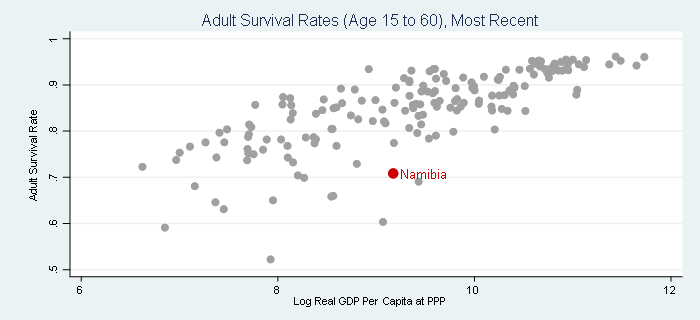 Adult Survival Rates (Age 15 to 60), Most Recent
Adult Survival Rate
1
.9
.8
.7
.6
.5
Namibia
6 8 10 12
Log Real GDP Per Capita at PPP